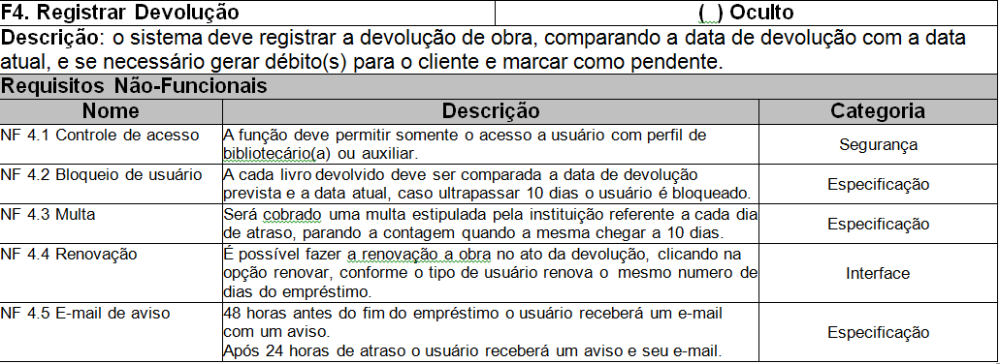 F4. Registrar Devolução ( ) Oculto
Descrição: o sistema deve registrar a devolução de obra, comparando a data de devolução com a data
atual, e se necessário gerar débito(s) para o cliente e marcar como pendente.
Requisitos Não-Funcionais
Nome Descrição Categoria
NF 4.1 Controle de acesso A função deve permitir somente o acesso a usuário com perfil de
bibliotecário(a) ou auxiliar. Segurança
NF 4.2 Bloqueio de usuário A cada livro devolvido deve ser comparada a data de devolução
prevista e a data atual, caso ultrapassar 10 dias o usuário é bloqueado. Especificação
NF 4.3 Multa Será cobrado uma multa estipulada pela instituição referente a cada dia
de atraso, parando a contagem quando a mesma chegar a 10 dias. Especificação
NF 4.4 Renovação É possível fazer a renovação a obra no ato da devolução, clicando na
opção renovar, conforme o tipo de usuário renova o mesmo numero de
dias do empréstimo. Interface
NF 4.5 E-mail de aviso 48 horas antes do fim do empréstimo o usuário receberá um e-mail
com um aviso.
Após 24 horas de atraso o usuário receberá um aviso e seu e-mail. Especificação